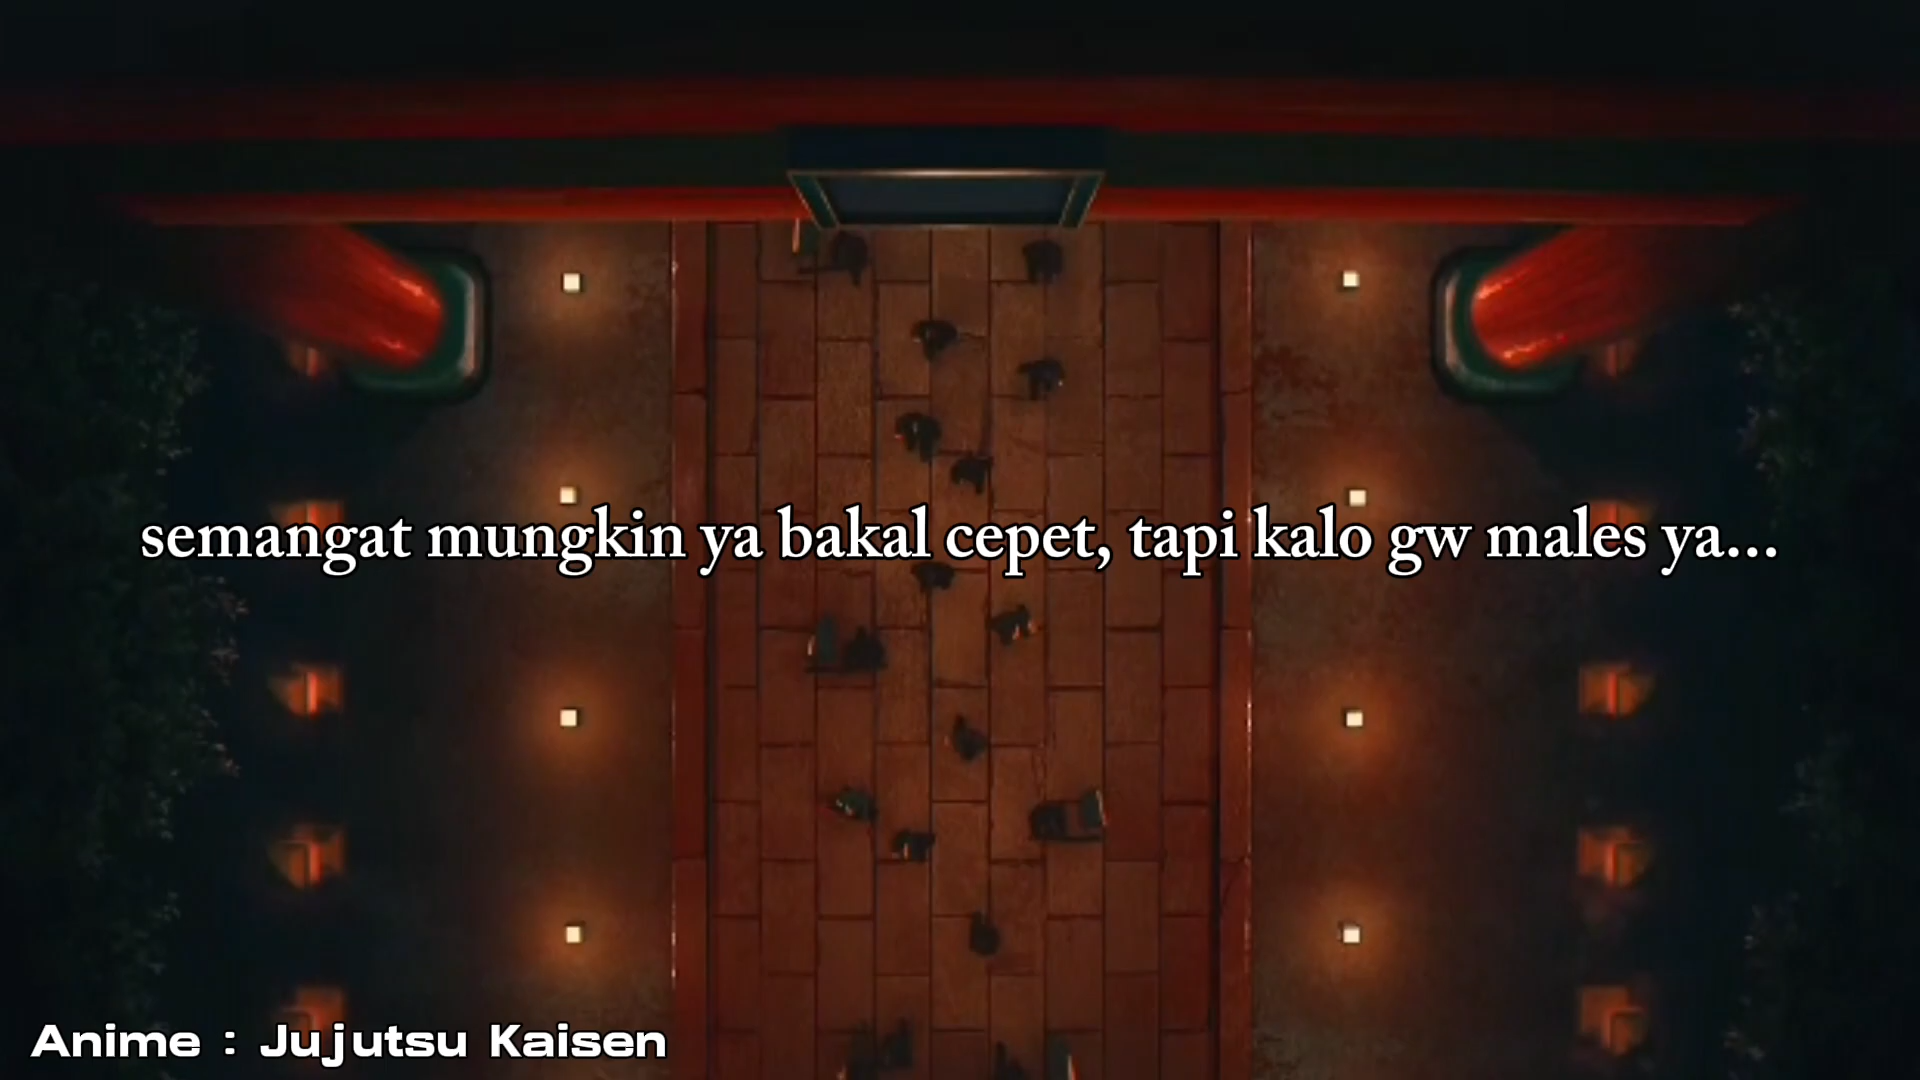 semangat mungkin ya bakal cepet, tapi kalo gw males ya...
Anime : Jujutsu Kaisen